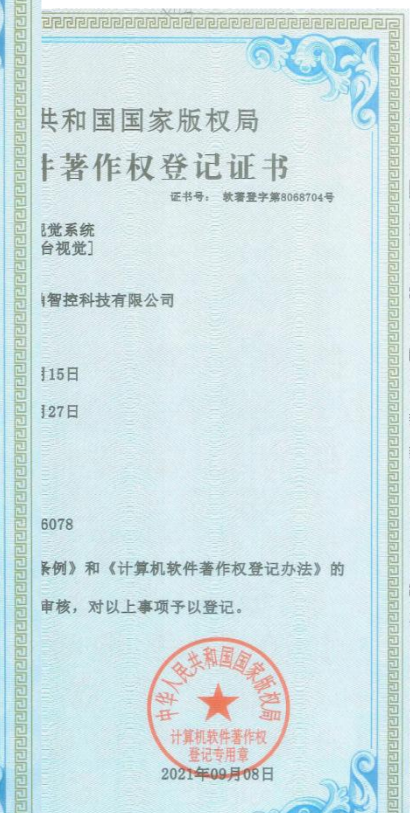 共和国国家版权局
件著作权登记证书
证书号： 软著登字第8068704号
视觉系统
台视觉]
智控科技有限公司
月15日
月27日
6078
条例》和《计算机软件著作权登记办法》的
审核，对以上事项予以登记。
中华人民共和国国家版权局
计算机软件著作权
登记专用章
2021年09月08日